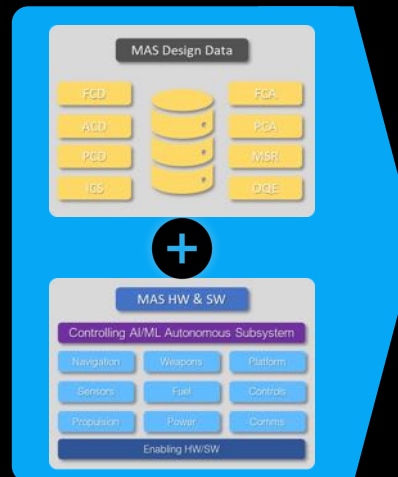 MAS Design Data
FCD
FCA
ACD
PCA
PCD
MSR
ICS
OQE
+
MAS HW & SW
Controlling AI/ML Autonomous Subsystem
Navigation
Weapons
Platform
Sensors
Fuel
Controls
Propulsion
Power
Comms
Enabling HW/SW